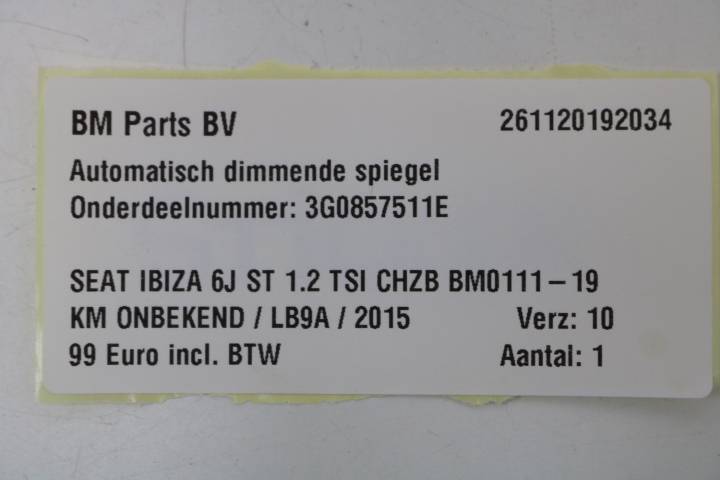 BM Parts BV 261120192034
Automatisch dimmende spiegel
Onderdeelnummer: 3G0857511E
SEAT IBIZA 6J ST 1.2 TSI CHZB BM0111-19
KM ONBEKEND / LB9A / 2015 Verz: 10
99 Euro incl. BTW Aantal: 1